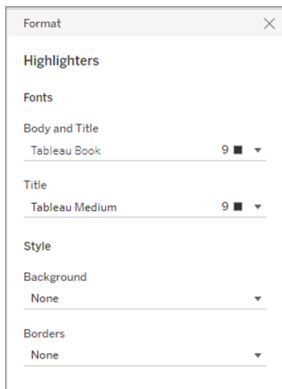 Format
Highlighters
Fonts
Body and Title
Tableau Book 9
Title
Tableau Medium 9
Style
Background
None
Borders
None